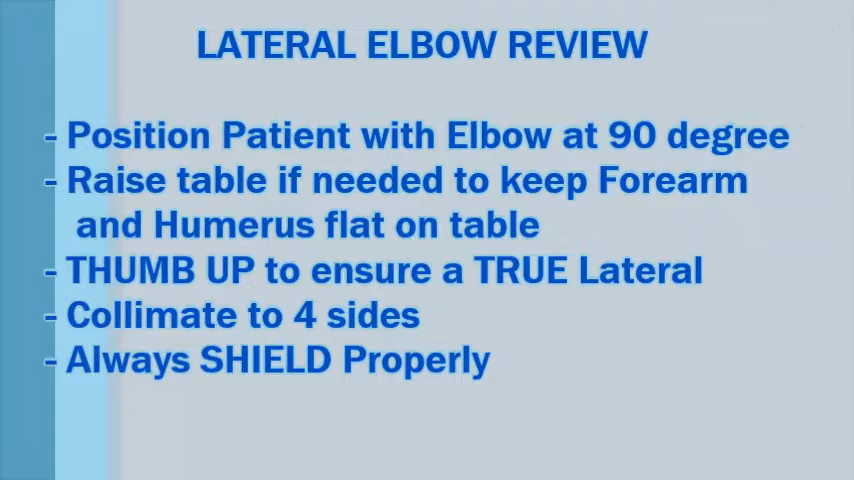 LATERAL ELBOW REVIEW
- Position Patient with Elbow at 90 degree
- Raise table if needed to keep Forearm
and Humerus flat on table
- THUMB UP to ensure a TRUE Lateral
- Collimate to 4 sides
- Always SHIELD Properly